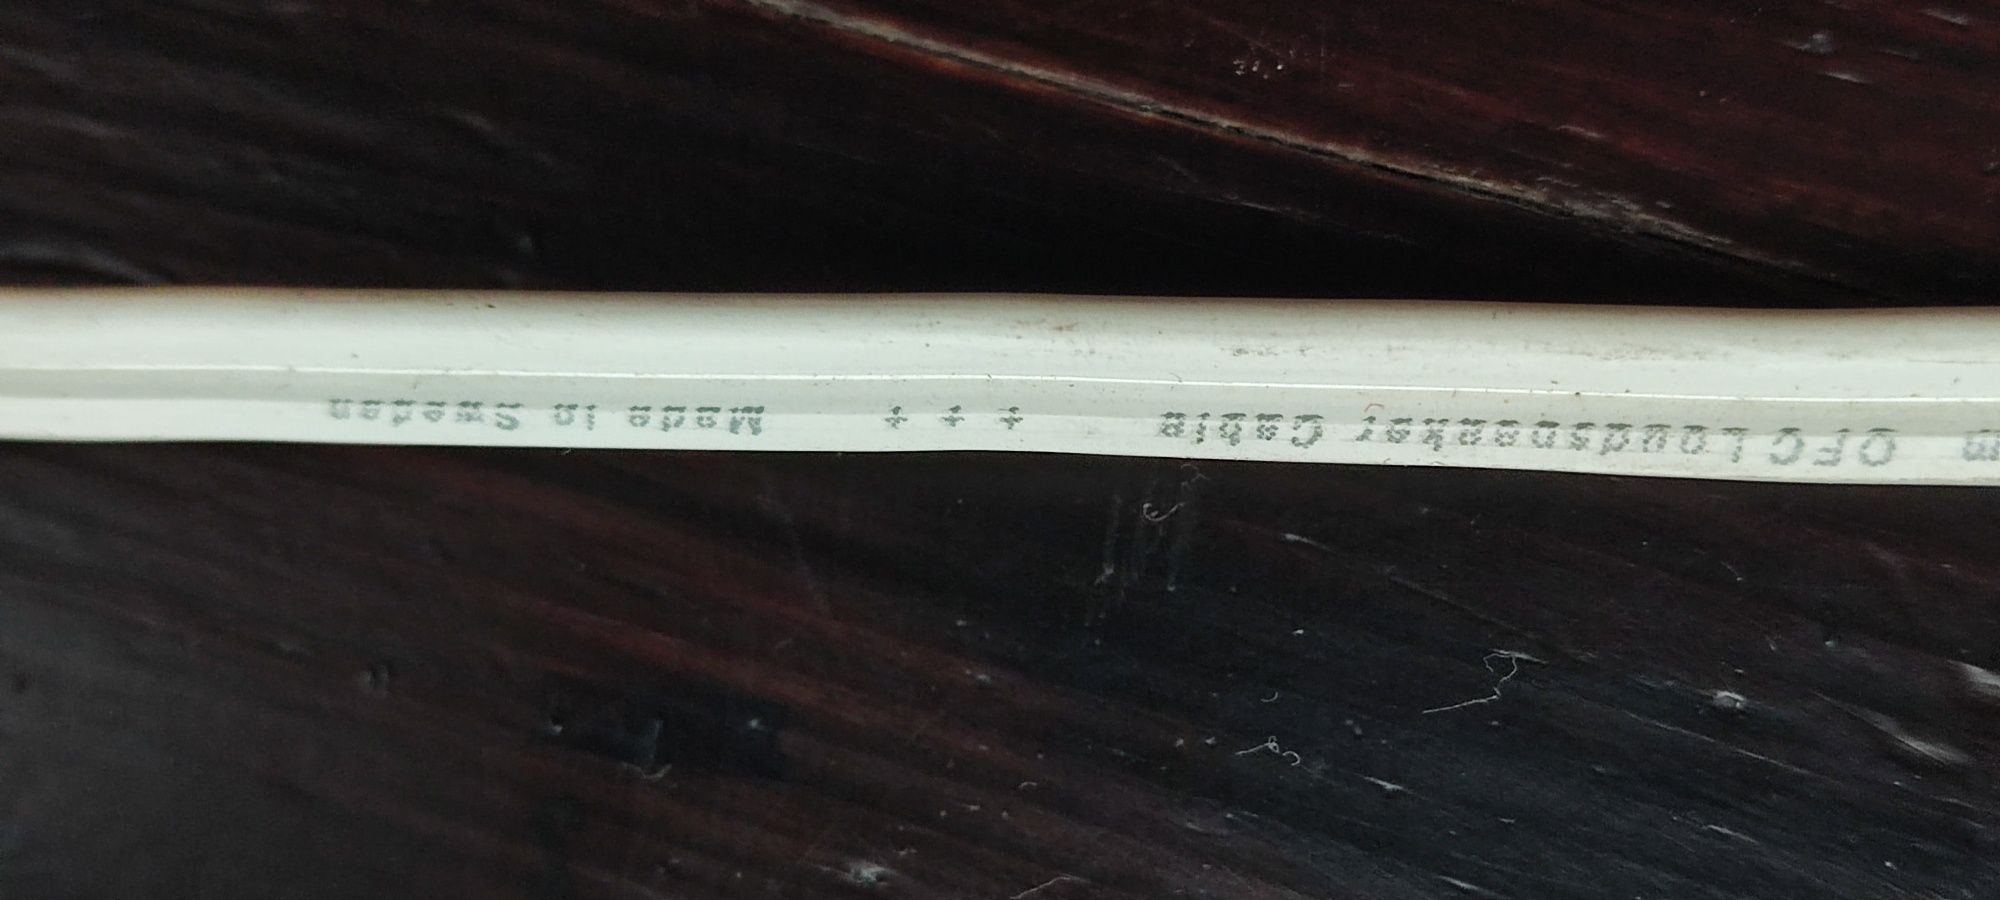 OFC Loudspeaker Cable + + + Made in Sweden